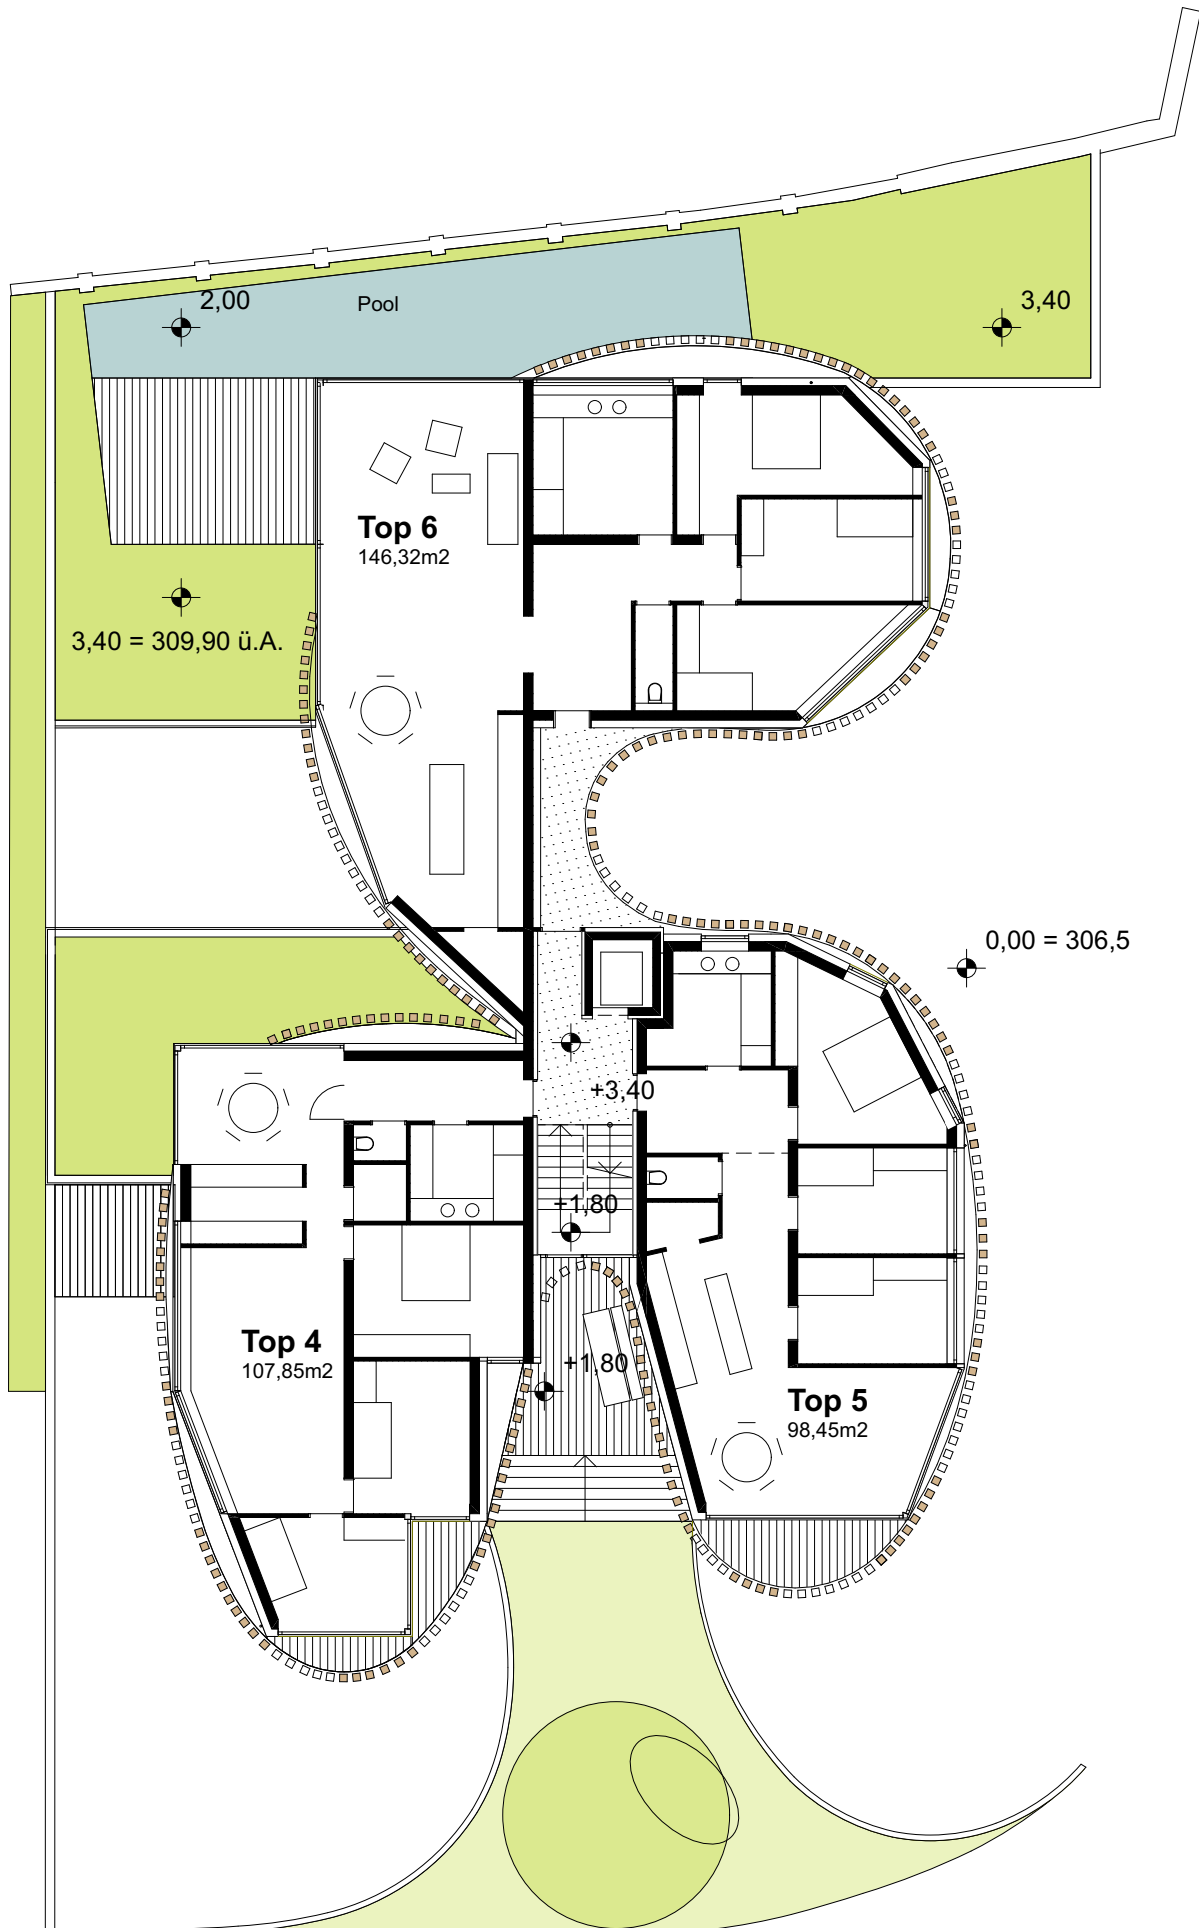 2,00
Pool
3,40
Top 6
146,32m2
3,40 = 309,90 ü.A.
0,00 = 306,5
+3,40
+1,80
Top 4
107,85m2
+1,80
Top 5
98,45m2